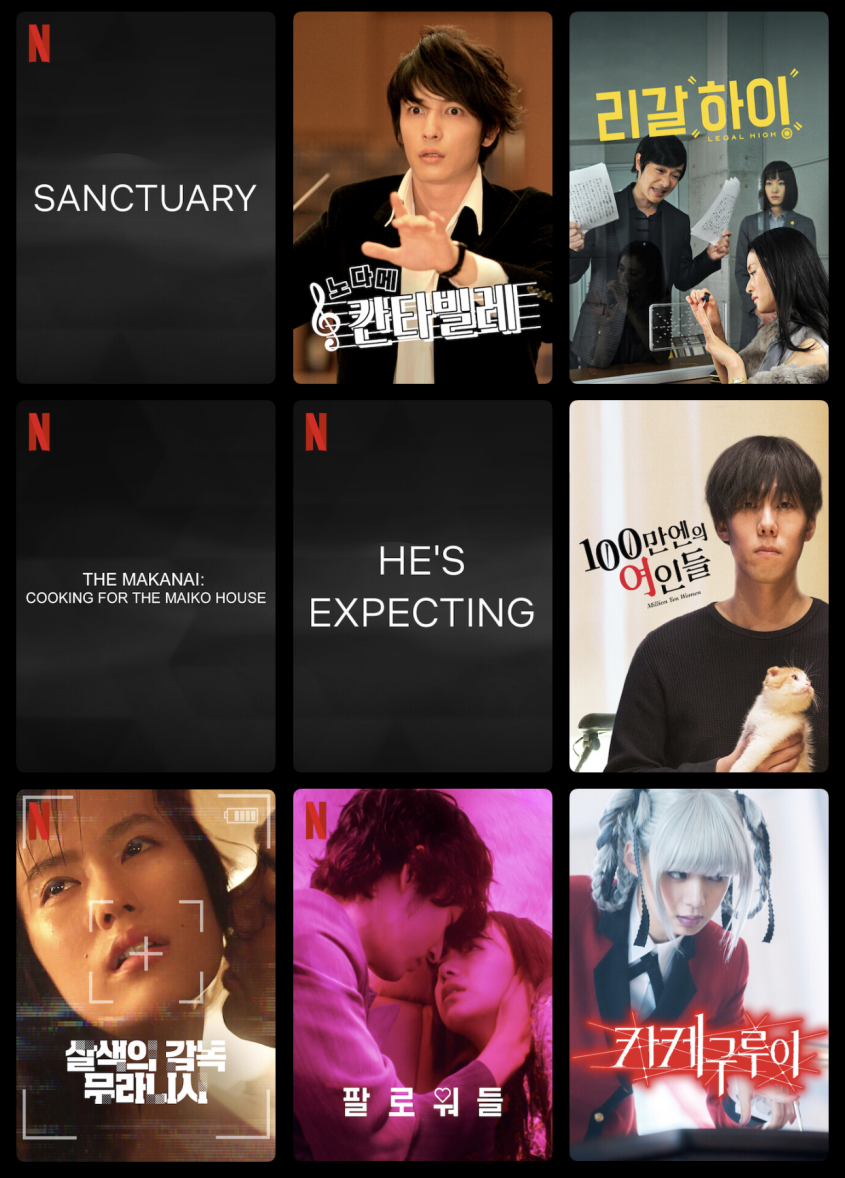 N
SANCTUARY
노다메
칸타빌레
리갈"하이"
LEGAL HIGH
N
THE MAKANAI:
COOKING FOR THE MAIKO HOUSE
N
HE'S
EXPECTING
100만엔의
여인들
Million Yen Women
N
살색의 감독
무라니시
N
팔로워들
카케구루이